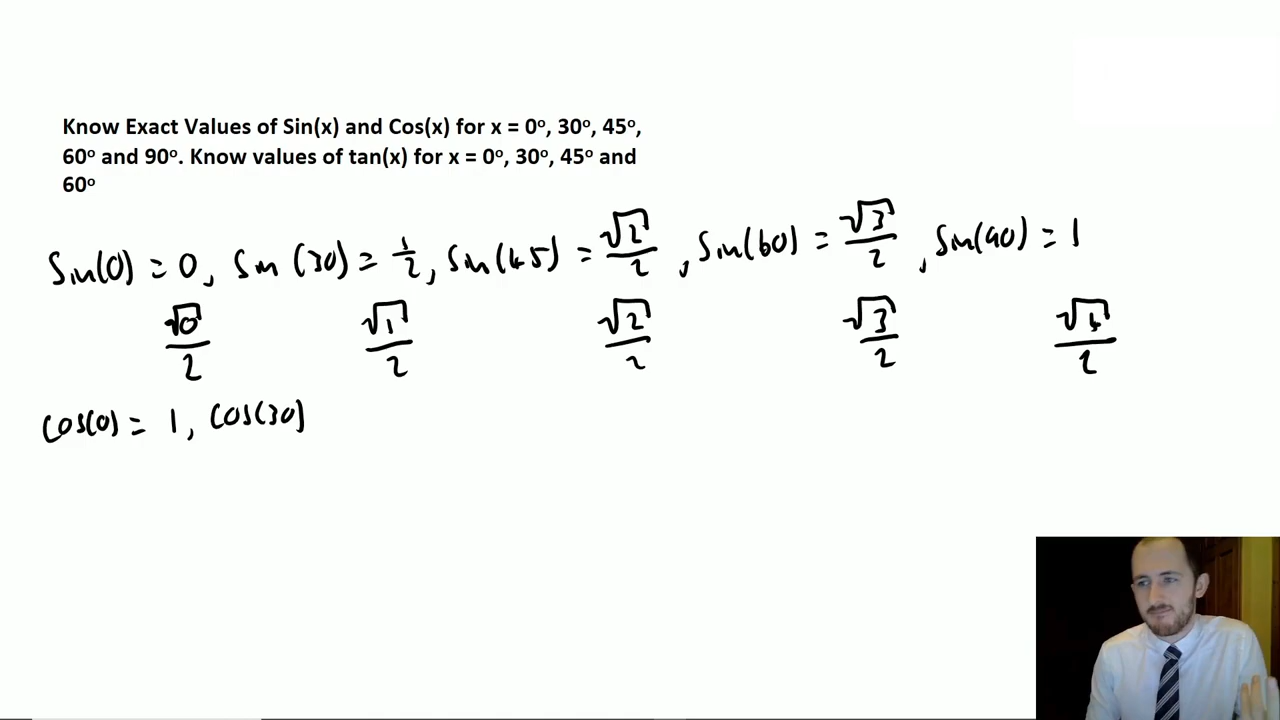 Know Exact Values of Sin(x) and Cos(x) for x = 0º, 30º, 45º,
60º and 90º. Know values of tan(x) for x = 0º, 30º, 45º and
60º
Sin(0) = 0, Sin(30) = 1/2, Sin(45) = √2/2, Sin(60) = √3/2, Sin(90) = 1
√0/2 √1/2 √2/2 √3/2 √4/2
Cos(0) = 1, Cos(30)